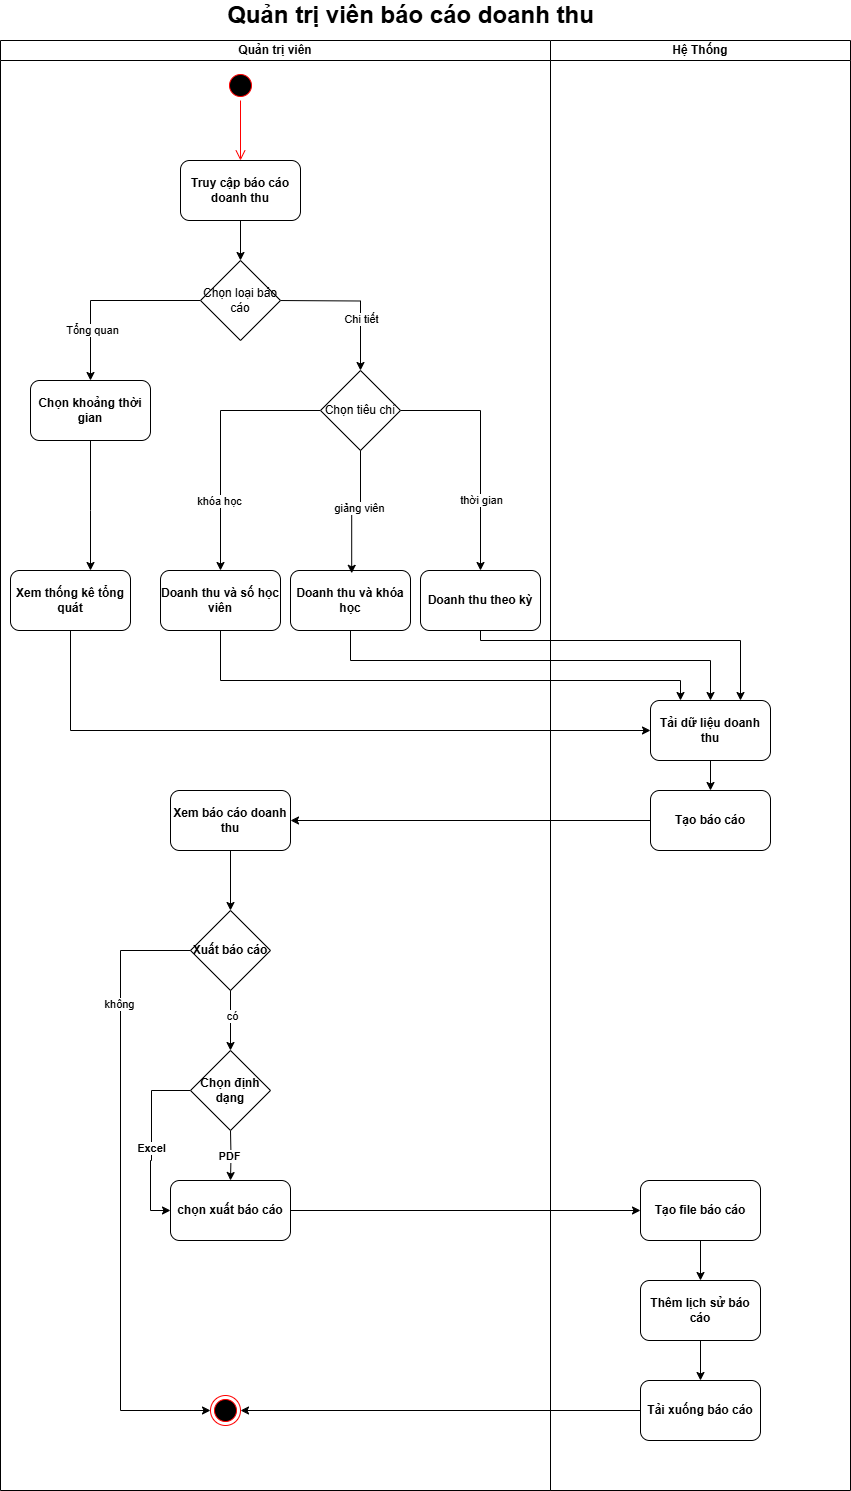 Quản trị viên báo cáo doanh thu
Quản trị viên
Hệ Thống
Truy cập báo cáo
doanh thu
Chọn loại báo
cáo
Tổng quan
Chi tiết
Chọn khoảng thời
gian
Chọn tiêu chí
khóa học
giảng viên
thời gian
Xem thống kê tổng
quát
Doanh thu và số học
viên
Doanh thu và khóa
học
Doanh thu theo kỳ
Tải dữ liệu doanh
thu
Xem báo cáo doanh
thu
Tạo báo cáo
Xuất báo cáo
không
có
Chọn định
dạng
Excel
PDF
chọn xuất báo cáo
Tạo file báo cáo
Thêm lịch sử báo
cáo
Tải xuống báo cáo